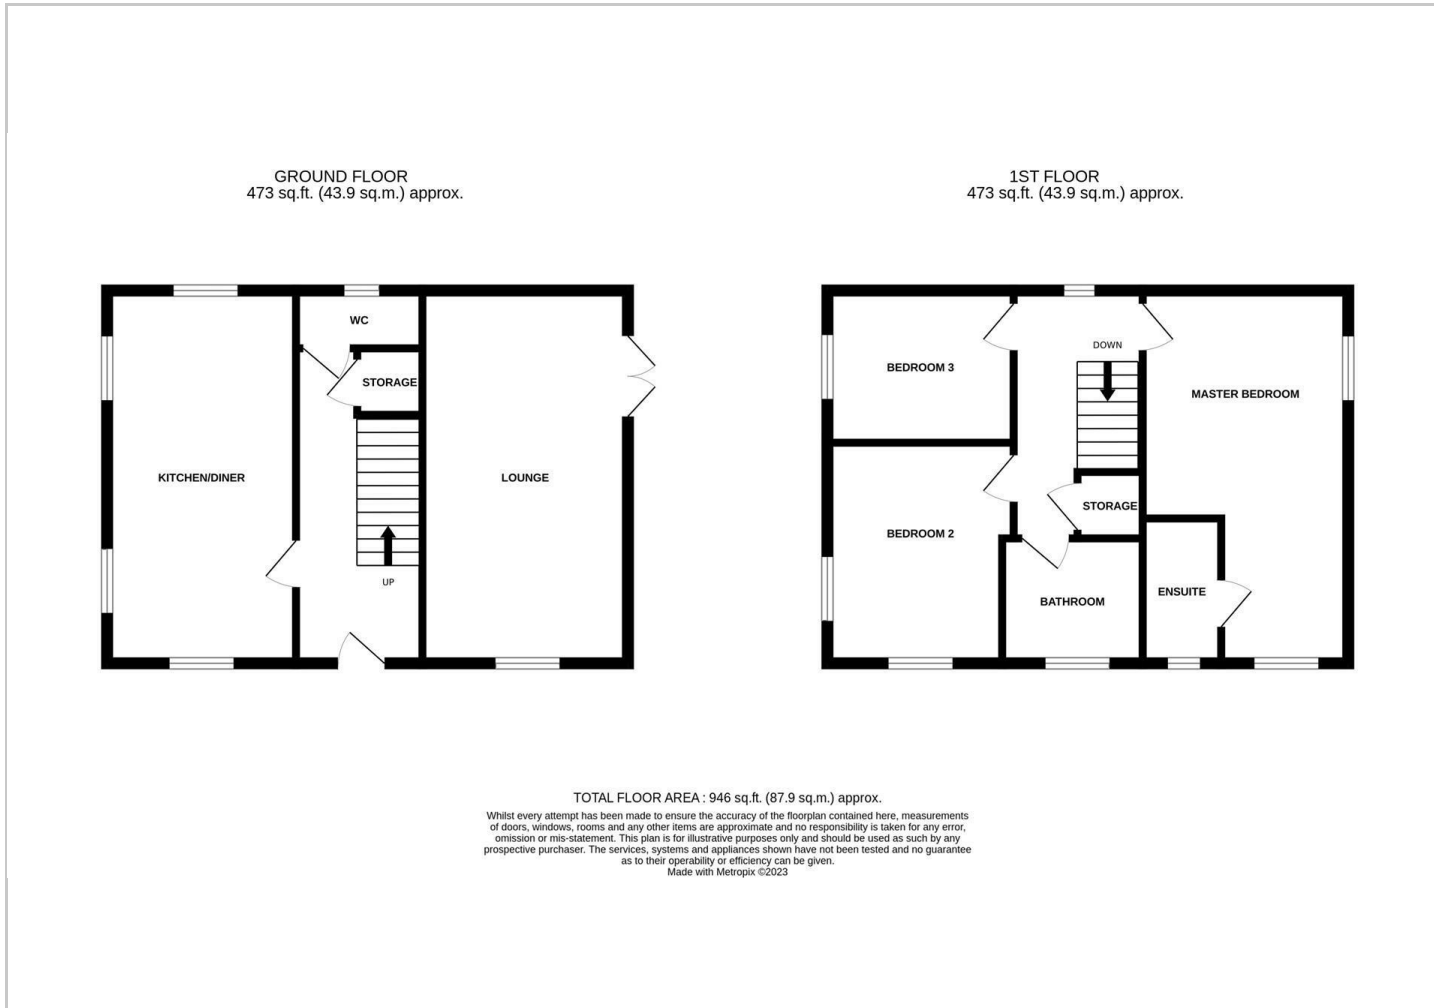 GROUND FLOOR
473 sq.ft. (43.9 sq.m.) approx.
WC
STORAGE
KITCHEN/DINER
LOUNGE
UP
1ST FLOOR
473 sq.ft. (43.9 sq.m.) approx.
DOWN
BEDROOM 3
MASTER BEDROOM
STORAGE
BEDROOM 2
ENSUITE
BATHROOM
TOTAL FLOOR AREA : 946 sq.ft. (87.9 sq.m.) approx.
Whilst every attempt has been made to ensure the accuracy of the floorplan contained here, measurements
of doors, windows, rooms and any other items are approximate and no responsibility is taken for any error,
omission or mis-statement. This plan is for illustrative purposes only and should be used as such by any
prospective purchaser. The services, systems and appliances shown have not been tested and no guarantee
as to their operability or efficiency can be given.
Made with Metropix ©2023